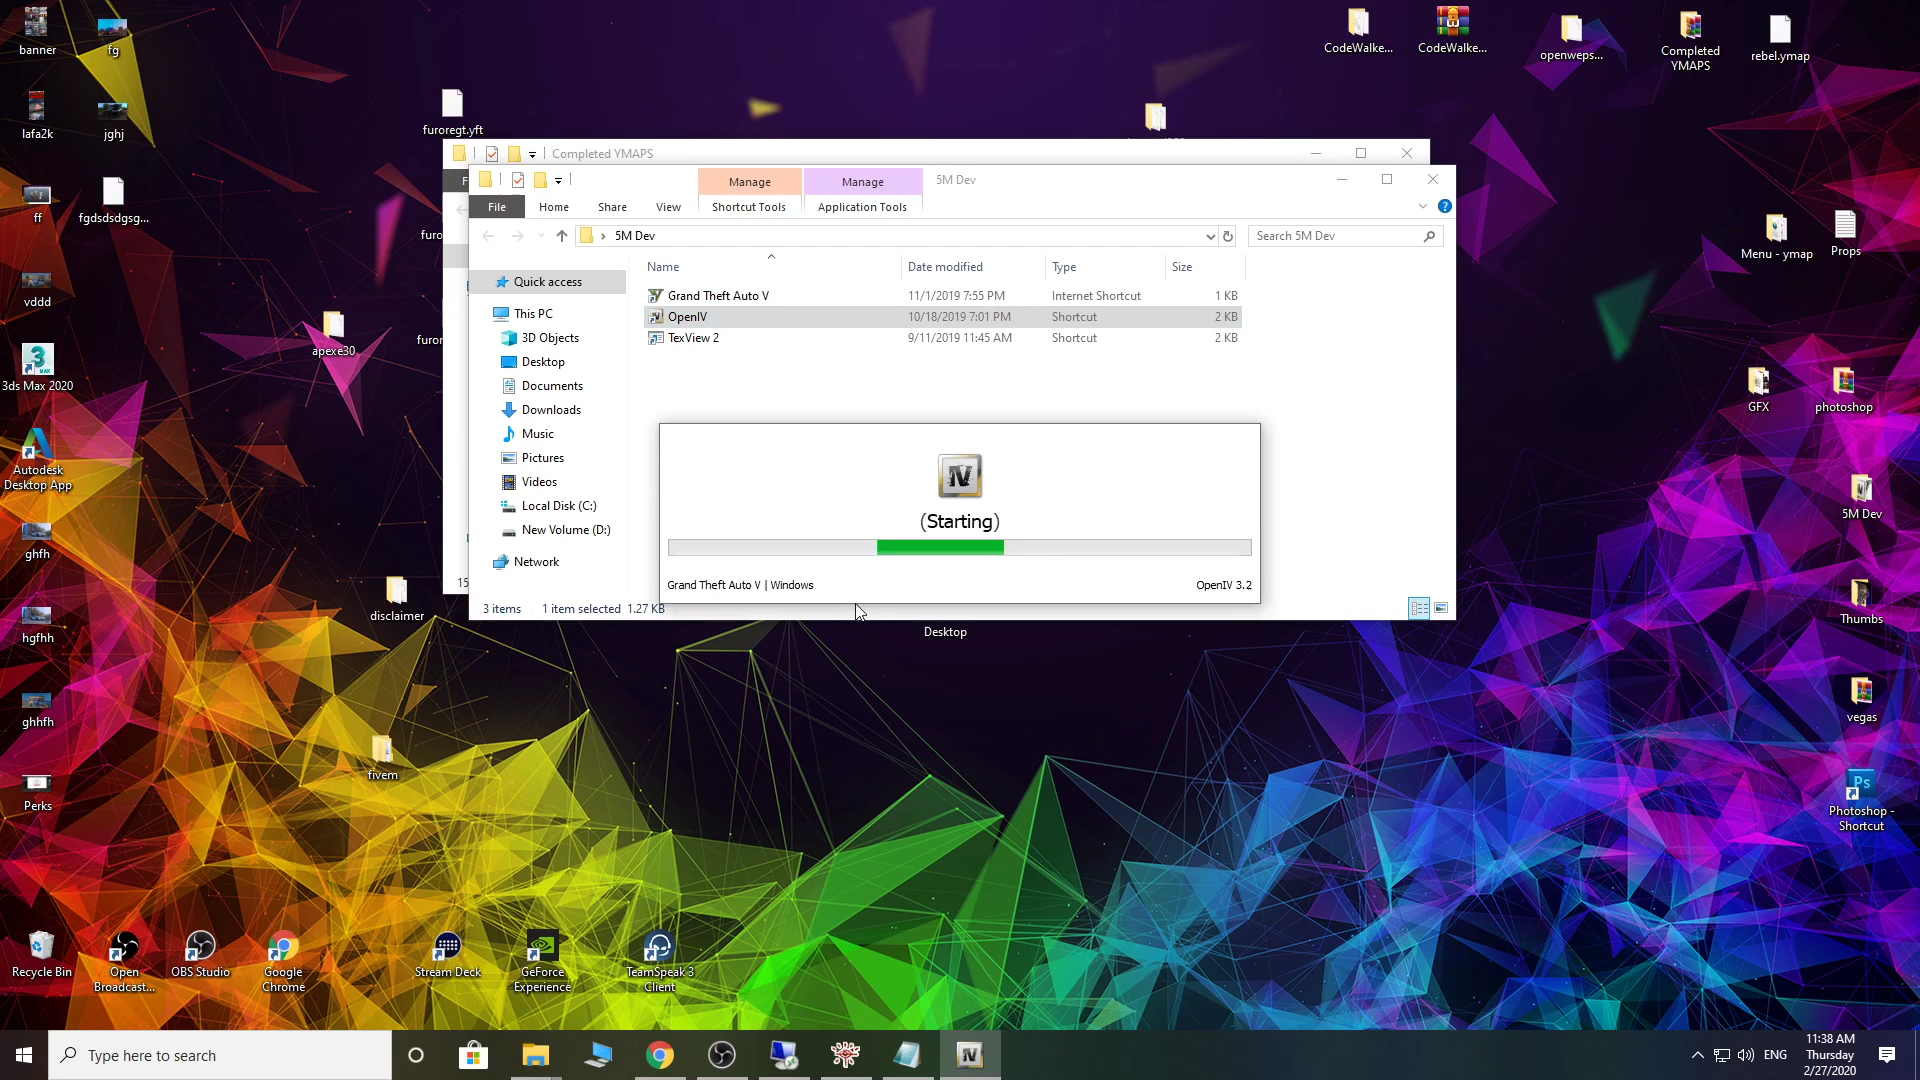 banner
fg
CodeWalke...
CodeWalke...
openweps...
Completed
YMAPS
rebel.ymap
lafa2k
jghj
furoregt.yft
Completed YMAPS
Manage
Manage
5M Dev
File
Home
Share
View
Shortcut Tools
Application Tools
ff
fgdsdsdgsg...
furo
5M Dev
Search 5M Dev
Menu - ymap
Props
Name
Date modified
Type
Size
Quick access
Grand Theft Auto V
11/1/2019 7:55 PM
Internet Shortcut
1 KB
vddd
This PC
OpenIV
10/18/2019 7:01 PM
Shortcut
2 KB
3D Objects
TexView 2
9/11/2019 11:45 AM
Shortcut
2 KB
apexe30
furor
Desktop
3ds Max 2020
Documents
GFX
photoshop
Downloads
Music
Pictures
Autodesk
Desktop App
Videos
Local Disk (C:)
5M Dev
(Starting)
New Volume (D:)
ghfh
Network
15
Grand Theft Auto V | Windows
OpenIV 3.2
3 items
1 item selected
1.27 KB
disclaimer
Thumbs
Desktop
hgfhh
ghhfh
vegas
fivem
Perks
Photoshop -
Shortcut
Recycle Bin
Open
Broadcast...
OBS Studio
Google
Chrome
Stream Deck
GeForce
Experience
TeamSpeak 3
Client
Type here to search
ENG
11:38 AM
Thursday
2/27/2020